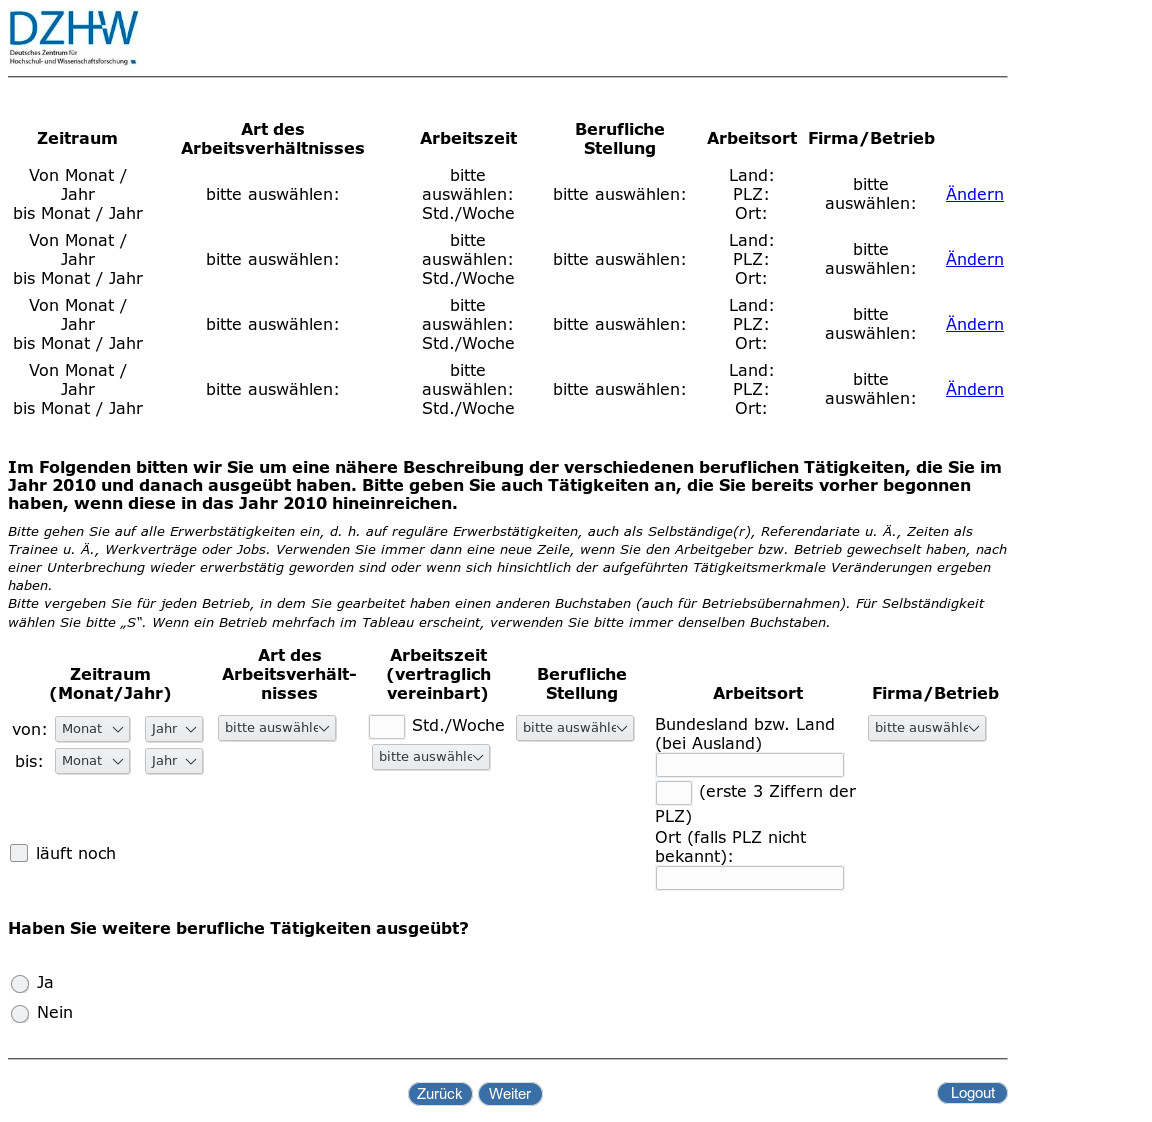 DZHW
Deutsches Zentrum für
Hochschul- und Wissenschaftsforschung
Zeitraum
Art des
Arbeitsverhältnisses
Arbeitszeit
Berufliche
Stellung
Arbeitsort
Firma/Betrieb
Von Monat /
Jahr
bis Monat / Jahr
bitte auswählen:
bitte
auswählen:
Std./Woche
bitte auswählen:
Land:
PLZ:
Ort:
bitte
auswählen:
Ändern
Von Monat /
Jahr
bis Monat / Jahr
bitte auswählen:
bitte
auswählen:
Std./Woche
bitte auswählen:
Land:
PLZ:
Ort:
bitte
auswählen:
Ändern
Von Monat /
Jahr
bis Monat / Jahr
bitte auswählen:
bitte
auswählen:
Std./Woche
bitte auswählen:
Land:
PLZ:
Ort:
bitte
auswählen:
Ändern
Von Monat /
Jahr
bis Monat / Jahr
bitte auswählen:
bitte
auswählen:
Std./Woche
bitte auswählen:
Land:
PLZ:
Ort:
bitte
auswählen:
Ändern
Im Folgenden bitten wir Sie um eine nähere Beschreibung der verschiedenen beruflichen Tätigkeiten, die Sie im
Jahr 2010 und danach ausgeübt haben. Bitte geben Sie auch Tätigkeiten an, die Sie bereits vorher begonnen
haben, wenn diese in das Jahr 2010 hineinreichen.
Bitte gehen Sie auf alle Erwerbstätigkeiten ein, d. h. auf reguläre Erwerbstätigkeiten, auch als Selbständige(r), Referendariate u. Ä., Zeiten als
Trainee u. Ä., Werkverträge oder Jobs. Verwenden Sie immer dann eine neue Zeile, wenn Sie den Arbeitgeber bzw. Betrieb gewechselt haben, nach
einer Unterbrechung wieder erwerbstätig geworden sind oder wenn sich hinsichtlich der aufgeführten Tätigkeitsmerkmale Veränderungen ergeben
haben.
Bitte vergeben Sie für jeden Betrieb, in dem Sie gearbeitet haben einen anderen Buchstaben (auch für Betriebsübernahmen). Für Selbständigkeit
wählen Sie bitte „S“. Wenn ein Betrieb mehrfach im Tableau erscheint, verwenden Sie bitte immer denselben Buchstaben.
Zeitraum
(Monat/Jahr)
Art des
Arbeitsverhält-
nisses
Arbeitszeit
(vertraglich
vereinbart)
Berufliche
Stellung
Arbeitsort
Firma/Betrieb
von: Monat Jahr
bis: Monat Jahr
läuft noch
bitte auswähle
Std./Woche
bitte auswähle
bitte auswähle
Bundesland bzw. Land
(bei Ausland)
(erste 3 Ziffern der
PLZ)
Ort (falls PLZ nicht
bekannt):
bitte auswähle
Haben Sie weitere berufliche Tätigkeiten ausgeübt?
Ja
Nein
Zurück Weiter Logout